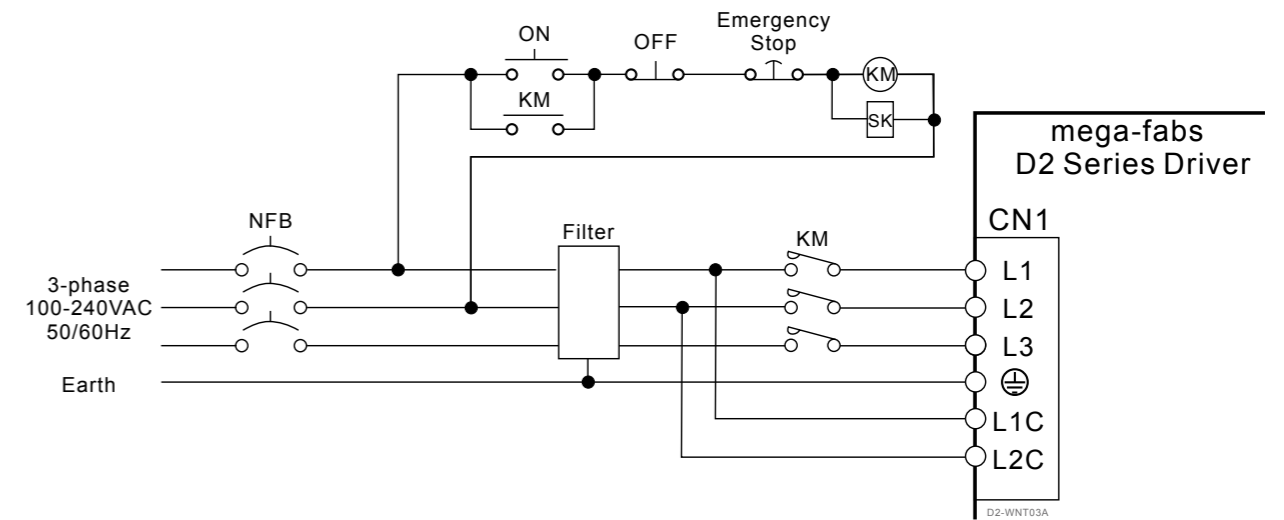 Emergency
Stop
ON
OFF
KM
KM
SK
mega-fabs
D2 Series Driver
CN1
NFB
Filter
KM
3-phase
100-240VAC
50/60Hz
Earth
L1
L2
L3
L1C
L2C
D2-WNT03A